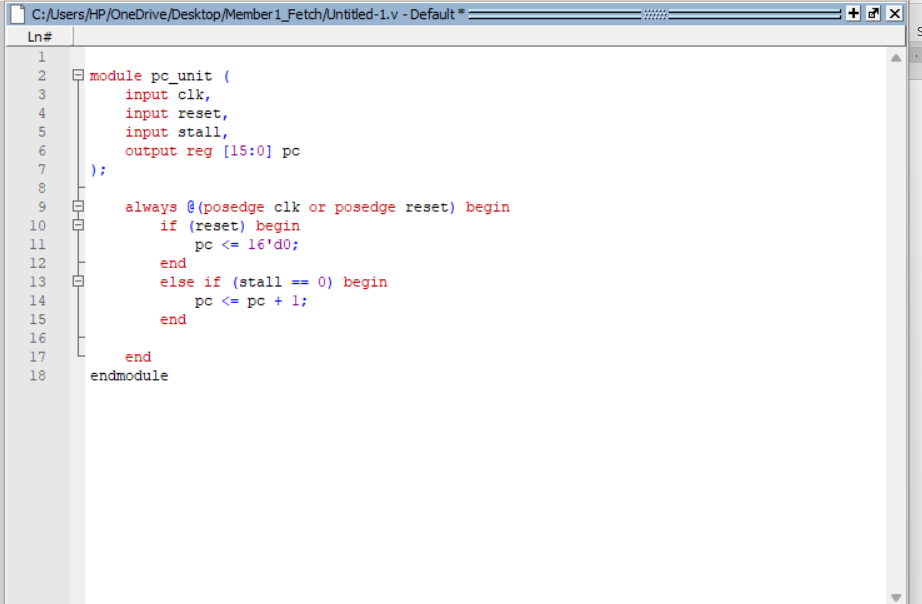 C:/Users/HP/OneDrive/Desktop/Member1_Fetch/Untitled-1.v - Default *
Ln#
1
2 module pc_unit (
3     input clk,
4     input reset,
5     input stall,
6     output reg [15:0] pc
7 );
8
9     always @(posedge clk or posedge reset) begin
10         if (reset) begin
11             pc <= 16'd0;
12         end
13         else if (stall == 0) begin
14             pc <= pc + 1;
15         end
16
17     end
18 endmodule